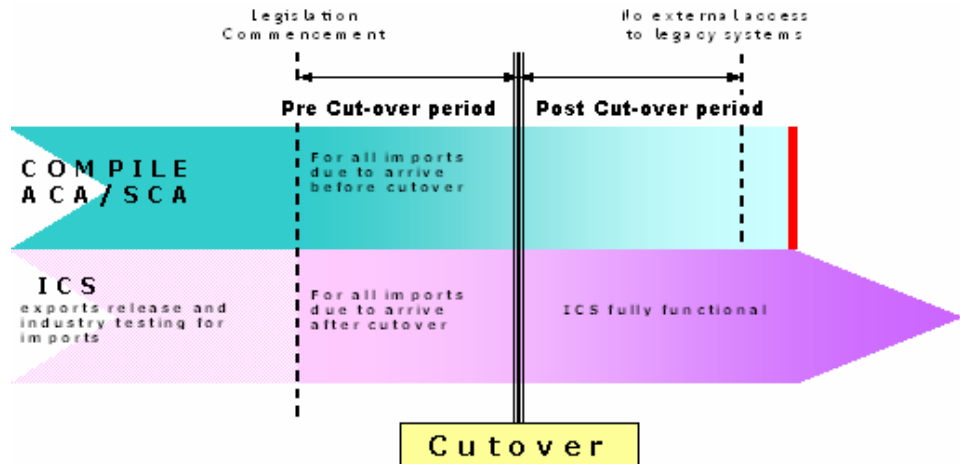 Legislation
Commencement
No external access
to legacy systems
Pre Cut-over period
Post Cut-over period
COMPILE
ACA/SCA
For all imports
due to arrive
before cutover
ICS
exports release and
industry testing for
imports
For all imports
due to arrive
after cutover
ICS fully functional
Cutover